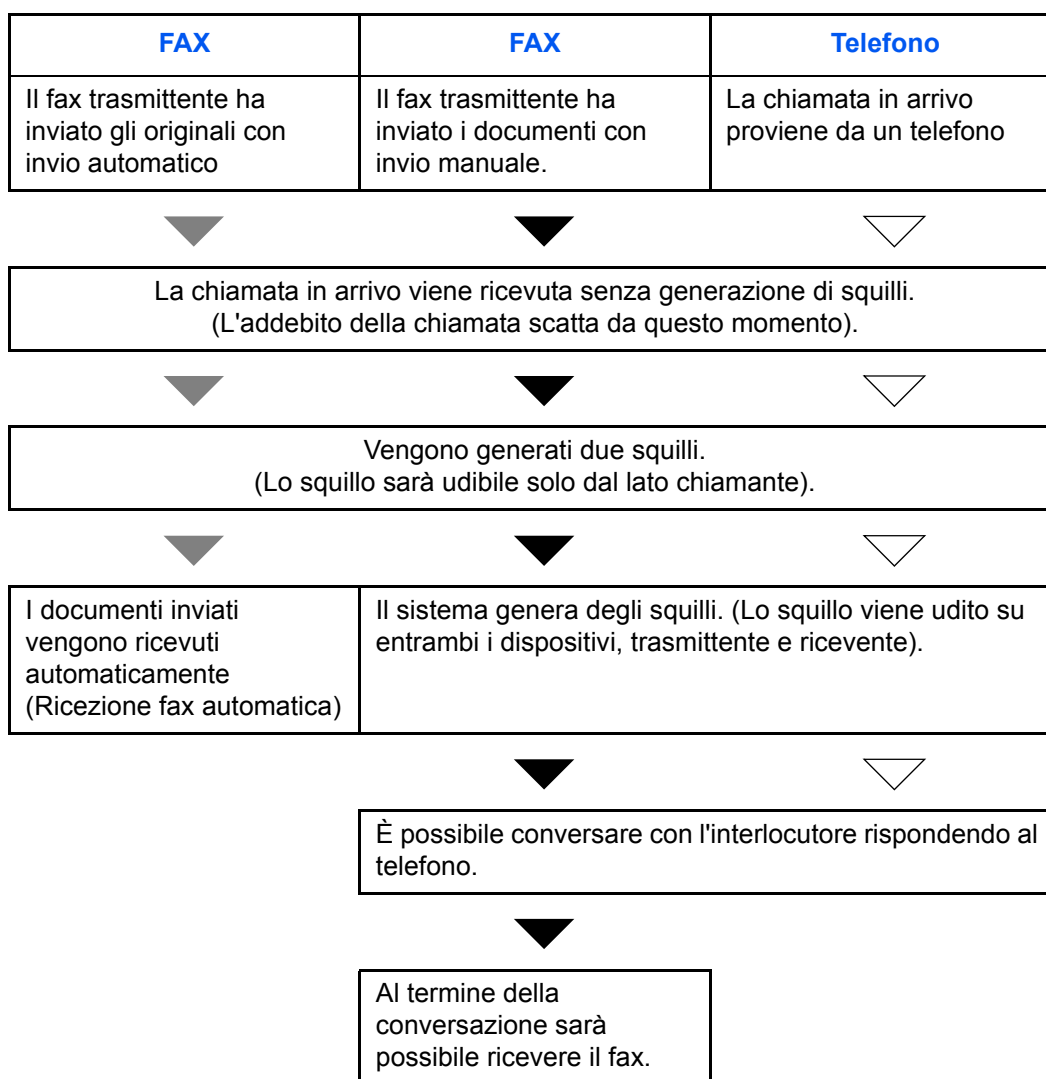 FAX
FAX
Telefono
Il fax trasmittente ha
inviato gli originali con
invio automatico
Il fax trasmittente ha
inviato i documenti con
invio manuale.
La chiamata in arrivo
proviene da un telefono
La chiamata in arrivo viene ricevuta senza generazione di squilli.
(L'addebito della chiamata scatta da questo momento).
Vengono generati due squilli.
(Lo squillo sarà udibile solo dal lato chiamante).
I documenti inviati
vengono ricevuti
automaticamente
(Ricezione fax automatica)
Il sistema genera degli squilli. (Lo squillo viene udito su
entrambi i dispositivi, trasmittente e ricevente).
È possibile conversare con l'interlocutore rispondendo al
telefono.
Al termine della
conversazione sarà
possibile ricevere il fax.